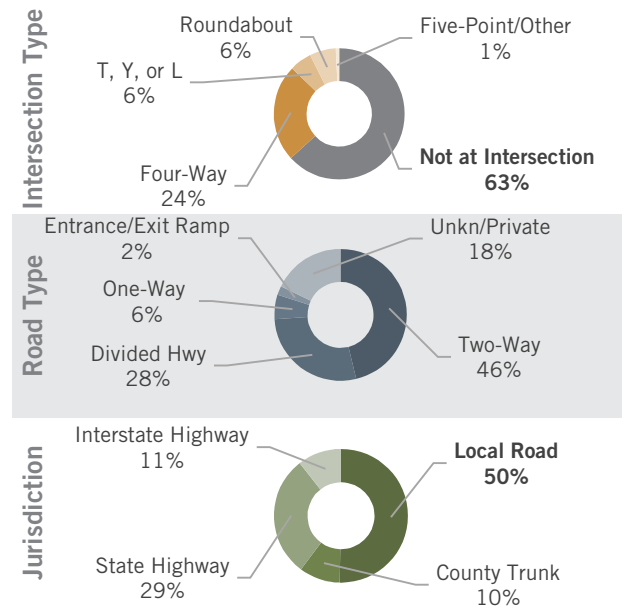 Intersection Type
Roundabout
6%
Five-Point/Other
1%
T, Y, or L
6%
Four-Way
24%
Not at Intersection
63%
Road Type
Entrance/Exit Ramp
2%
Unkn/Private
18%
One-Way
6%
Divided Hwy
28%
Two-Way
46%
Jurisdiction
Interstate Highway
11%
Local Road
50%
State Highway
29%
County Trunk
10%